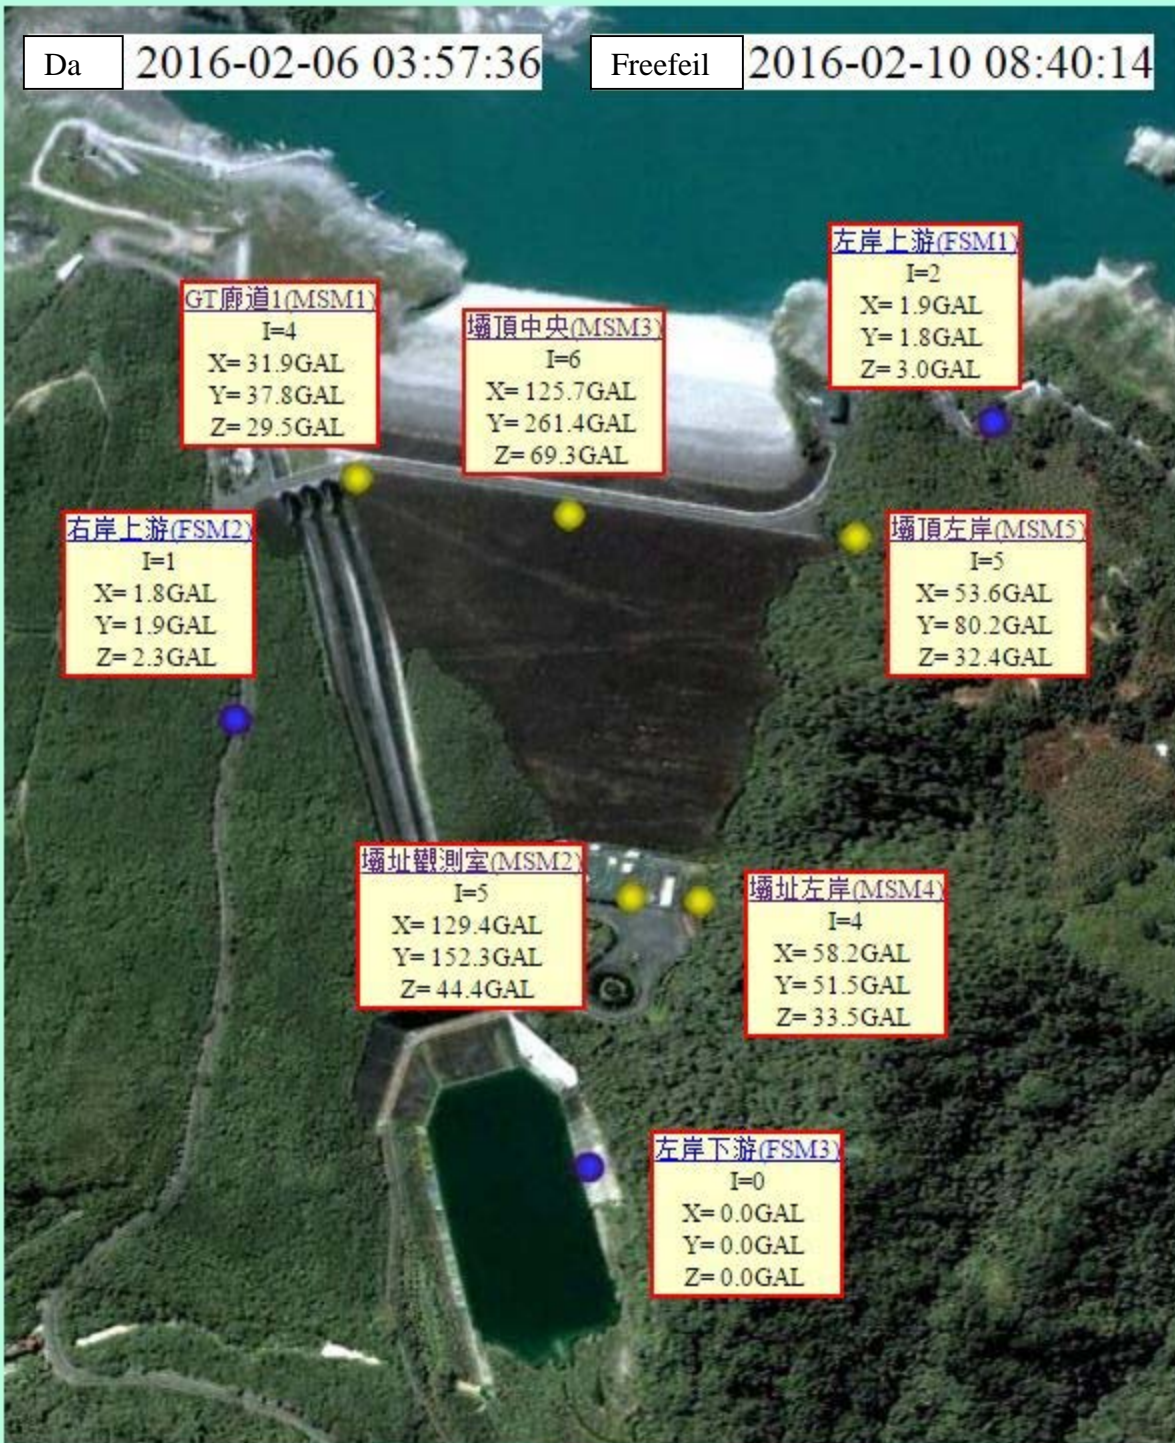 Da 2016-02-06 03:57:36 Freefeil 2016-02-10 08:40:14
左岸上游(FSM1)
I=2
X= 1.9GAL
Y= 1.8GAL
Z= 3.0GAL
GT廊道1(MSM1)
I=4
X= 31.9GAL
Y= 37.8GAL
Z= 29.5GAL
壩頂中央(MSM3)
I=6
X= 125.7GAL
Y= 261.4GAL
Z= 69.3GAL
右岸上游(FSM2)
I=1
X= 1.8GAL
Y= 1.9GAL
Z= 2.3GAL
壩頂左岸(MSM5)
I=5
X= 53.6GAL
Y= 80.2GAL
Z= 32.4GAL
壩址觀測室(MSM2)
I=5
X= 129.4GAL
Y= 152.3GAL
Z= 44.4GAL
壩址左岸(MSM4)
I=4
X= 58.2GAL
Y= 51.5GAL
Z= 33.5GAL
左岸下游(FSM3)
I=0
X= 0.0GAL
Y= 0.0GAL
Z= 0.0GAL